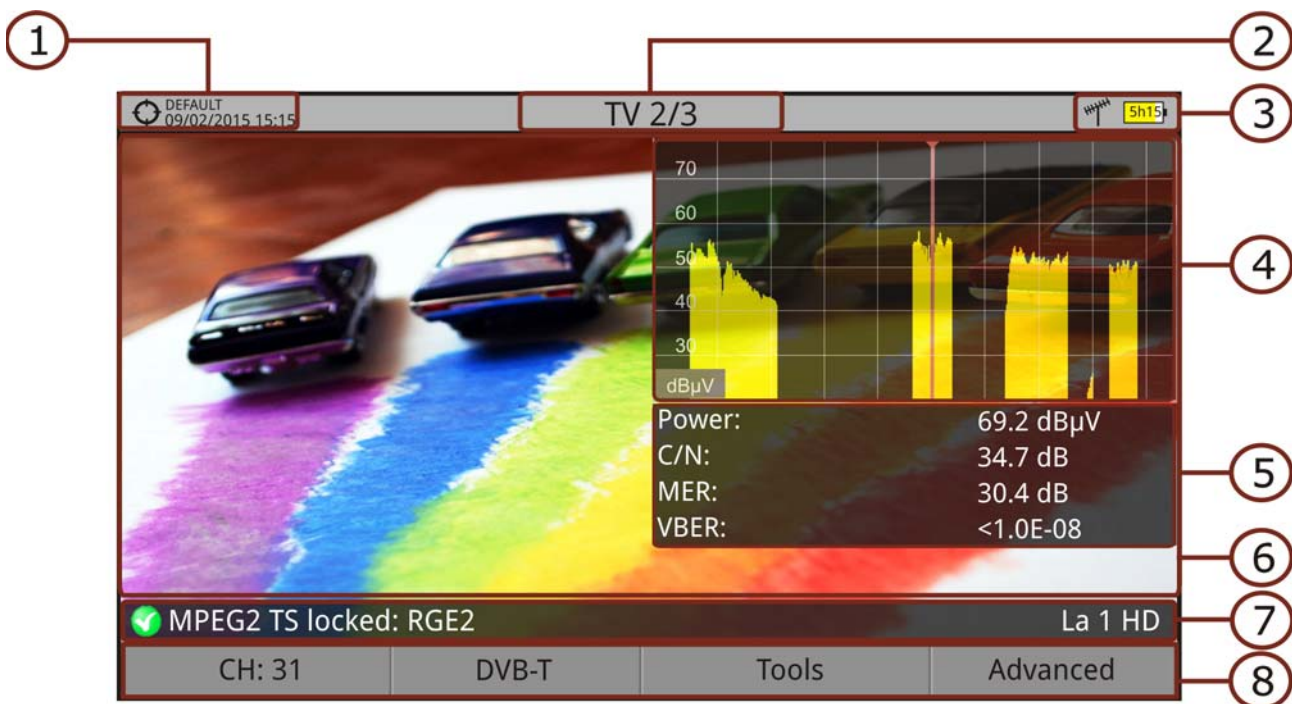 1
2
DEFAULT
09/02/2015 15:15
TV 2/3
5h15
3
70
60
50
40
30
dBµV
4
Power: 69.2 dBµV
C/N: 34.7 dB
MER: 30.4 dB
VBER: <1.0E-08
5
6
MPEG2 TS locked: RGE2 La 1 HD
7
CH: 31 DVB-T Tools Advanced
8